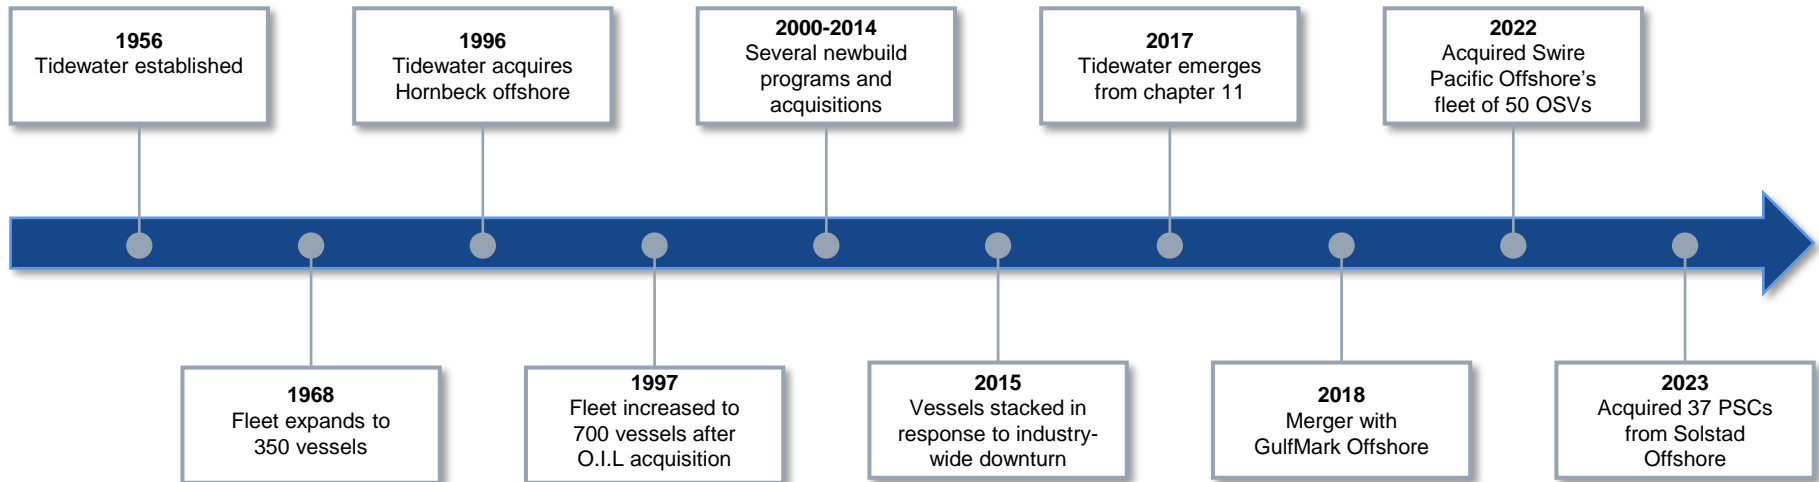 1956
Tidewater established
1996
Tidewater acquires
Hornbeck offshore
2000-2014
Several newbuild
programs and
acquisitions
2017
Tidewater emerges
from chapter 11
2022
Acquired Swire
Pacific Offshore’s
fleet of 50 OSVs
1968
Fleet expands to
350 vessels
1997
Fleet increased to
700 vessels after
O.I.L acquisition
2015
Vessels stacked in
response to industry-
wide downturn
2018
Merger with
GulfMark Offshore
2023
Acquired 37 PSCs
from Solstad
Offshore